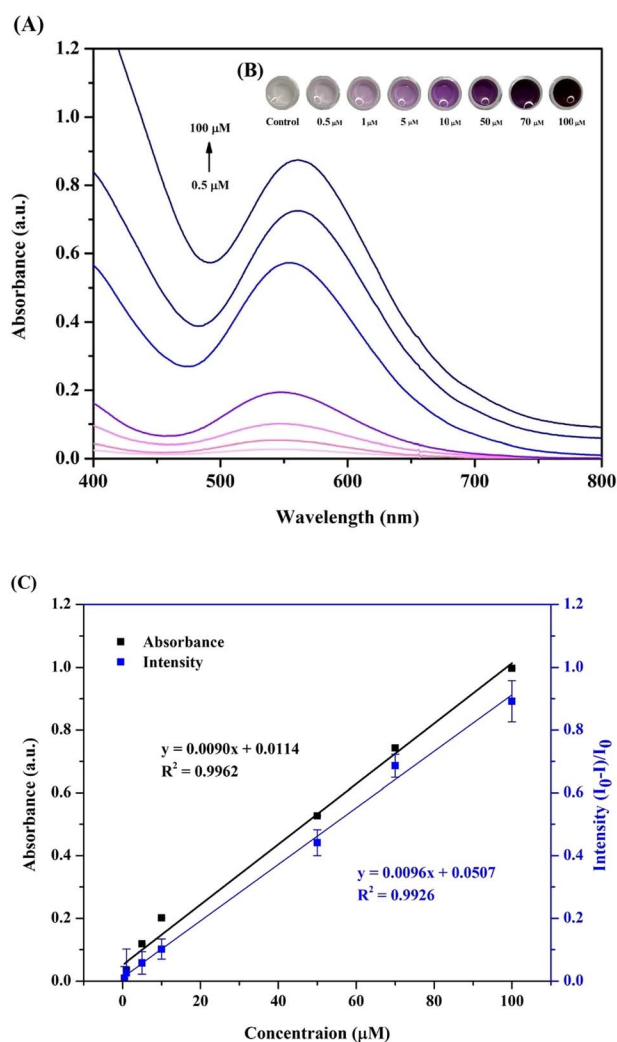 (A)
1.2
1.0
0.8
0.6
0.4
0.2
0.0
Absorbance (a.u.)
(B)
Control
0.5 μM
1 μM
5 μM
10 μM
50 μM
70 μM
100 μM
100 μM
0.5 μM
400
500
600
700
800
Wavelength (nm)
(C)
1.2
1.0
0.8
0.6
0.4
0.2
0.0
Absorbance (a.u.)
Absorbance
Intensity
y = 0.0090x + 0.0114
R² = 0.9962
y = 0.0096x + 0.0507
R² = 0.9926
1.2
1.0
0.8
0.6
0.4
0.2
0.0
Intensity (I₀-I)/I₀
0
20
40
60
80
100
Concentraion (μM)